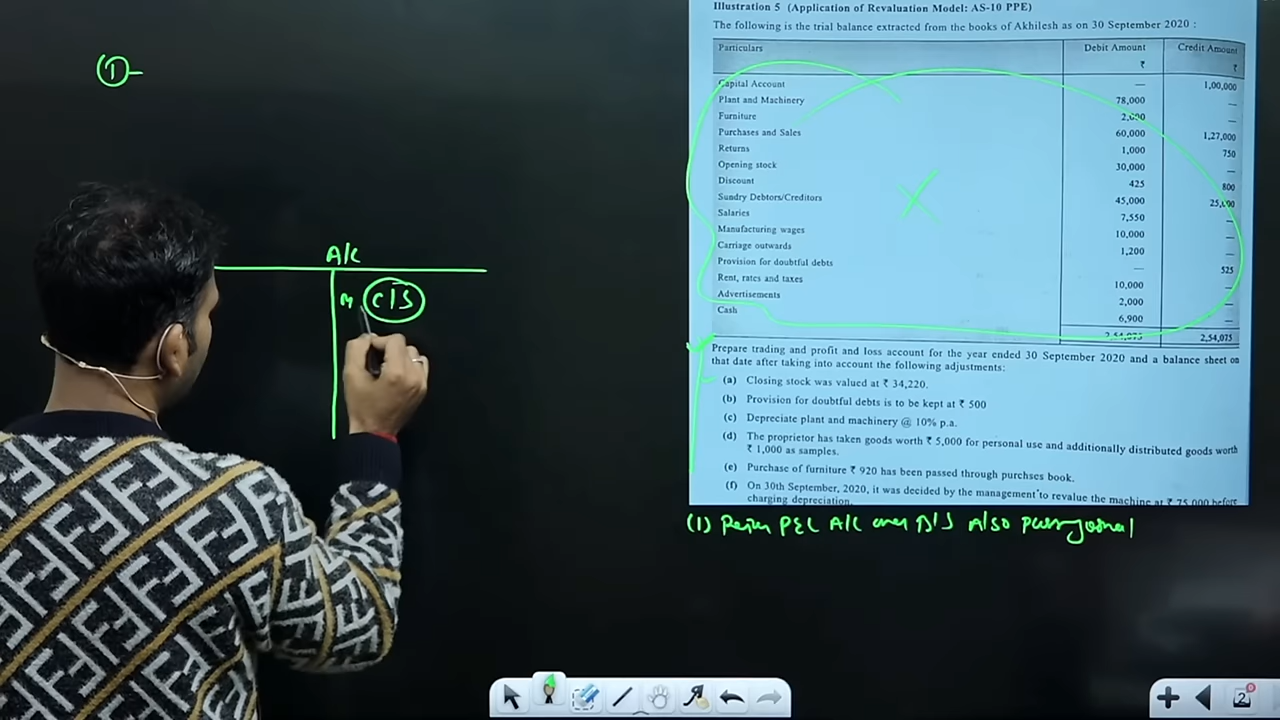 ①-
A/c
C/S
Illustration 5 (Application of Revaluation Model: AS-10 PPE)
The following is the trial balance extracted from the books of Akhilesh as on 30 September 2020 :
Particulars Debit Amount Credit Amount
₹ ₹
Capital Account — 1,00,000
Plant and Machinery 78,000 —
Furniture 2,000 —
Purchases and Sales 60,000 1,27,000
Returns 1,000 750
Opening stock 30,000 —
Discount 425 800
Sundry Debtors/Creditors 45,000 25,000
Salaries 7,550 —
Manufacturing wages 10,000 —
Carriage outwards 1,200 —
Provision for doubtful debts — 525
Rent, rates and taxes 10,000 —
Advertisements 2,000 —
Cash 6,900 —
2,54,075 2,54,075
Prepare trading and profit and loss account for the year ended 30 September 2020 and a balance sheet on
that date after taking into account the following adjustments:
(a) Closing stock was valued at ₹ 34,220.
(b) Provision for doubtful debts is to be kept at ₹ 500
(c) Depreciate plant and machinery @ 10% p.a.
(d) The proprietor has taken goods worth ₹ 5,000 for personal use and additionally distributed goods worth
₹ 1,000 as samples.
(e) Purchase of furniture ₹ 920 has been passed through purchses book.
(f) On 30th September, 2020, it was decided by the management to revalue the machine at ₹ 75,000 before
charging depreciation.
(1) P&L A/c B/S Also
2